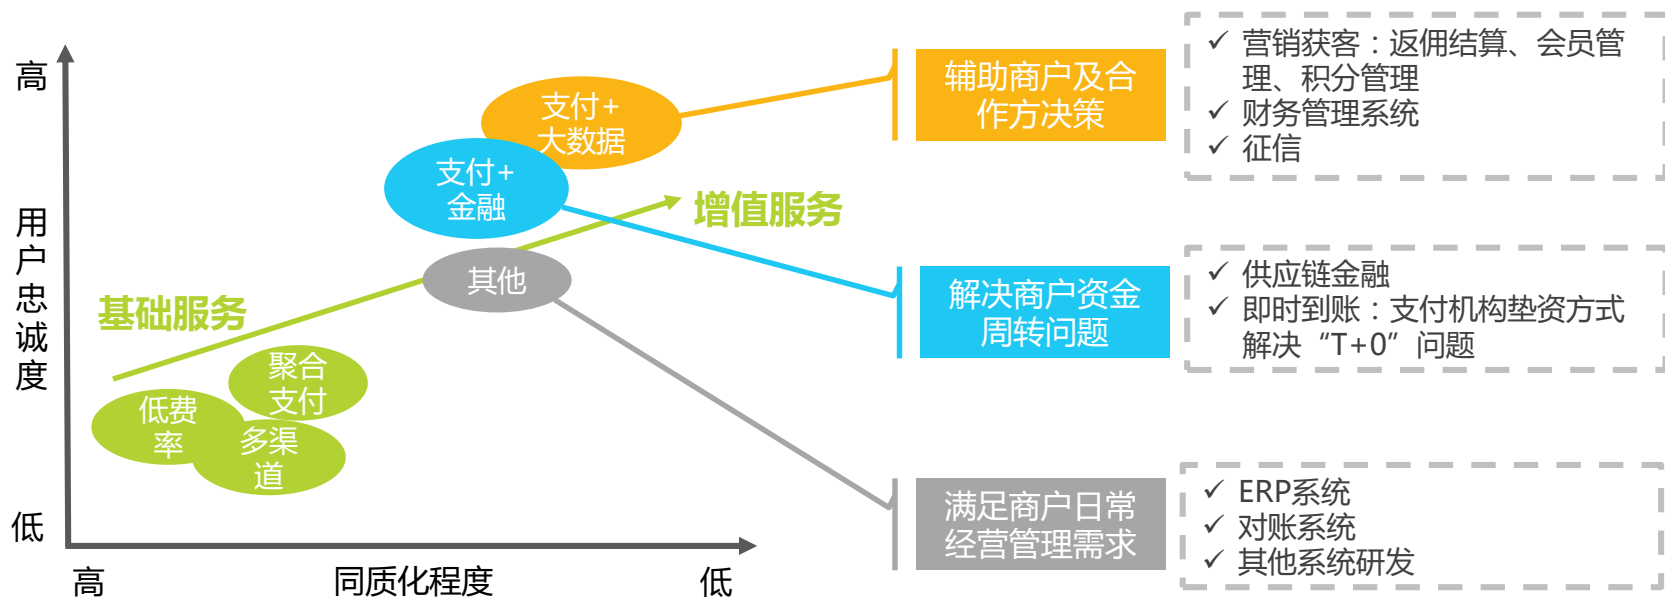 高
用户忠诚度
低
高
同质化程度
低
基础服务
增值服务
低费
率
聚合
支付
多渠
道
支付+
大数据
支付+
金融
其他
辅助商户及合
作方决策
✓ 营销获客：返佣结算、会员管
理、积分管理
✓ 财务管理系统
✓ 征信
解决商户资金
周转问题
✓ 供应链金融
✓ 即时到账：支付机构垫资方式
解决“T+0”问题
满足商户日常
经营管理需求
✓ ERP系统
✓ 对账系统
✓ 其他系统研发